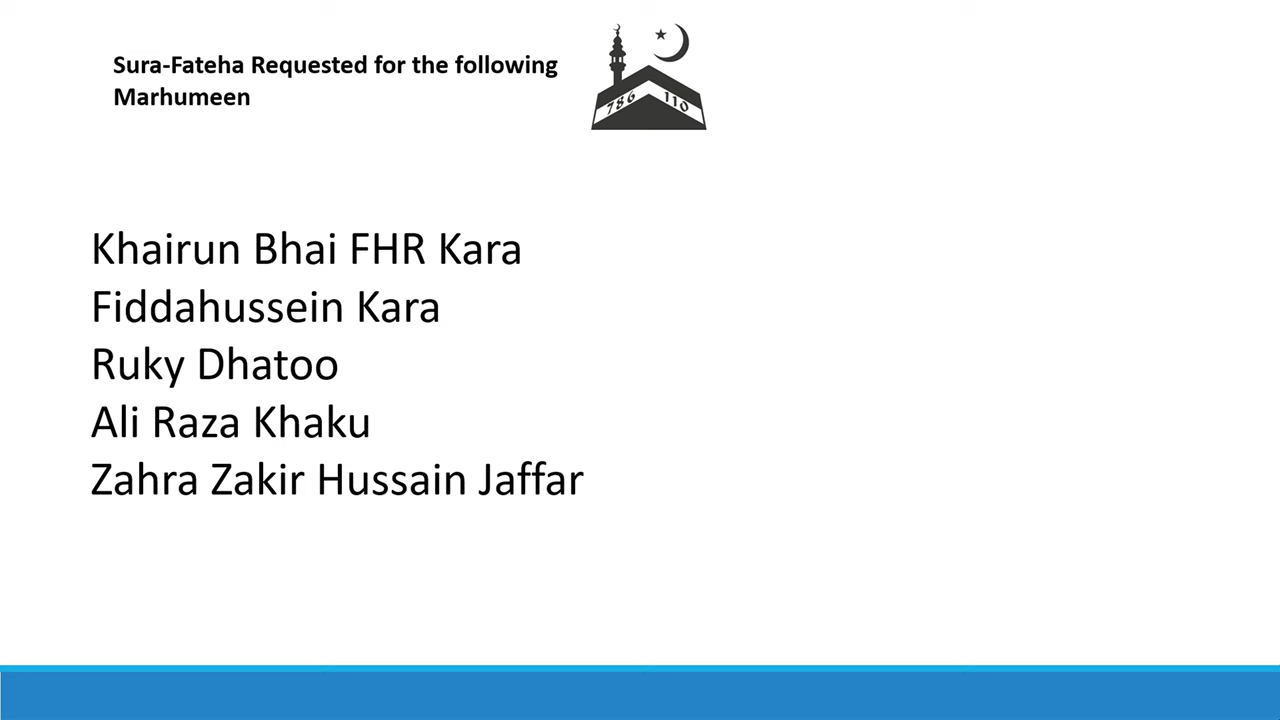 Sura-Fateha Requested for the following
Marhumeen
786 110
Khairun Bhai FHR Kara
Fiddahussein Kara
Ruky Dhatoo
Ali Raza Khaku
Zahra Zakir Hussain Jaffar